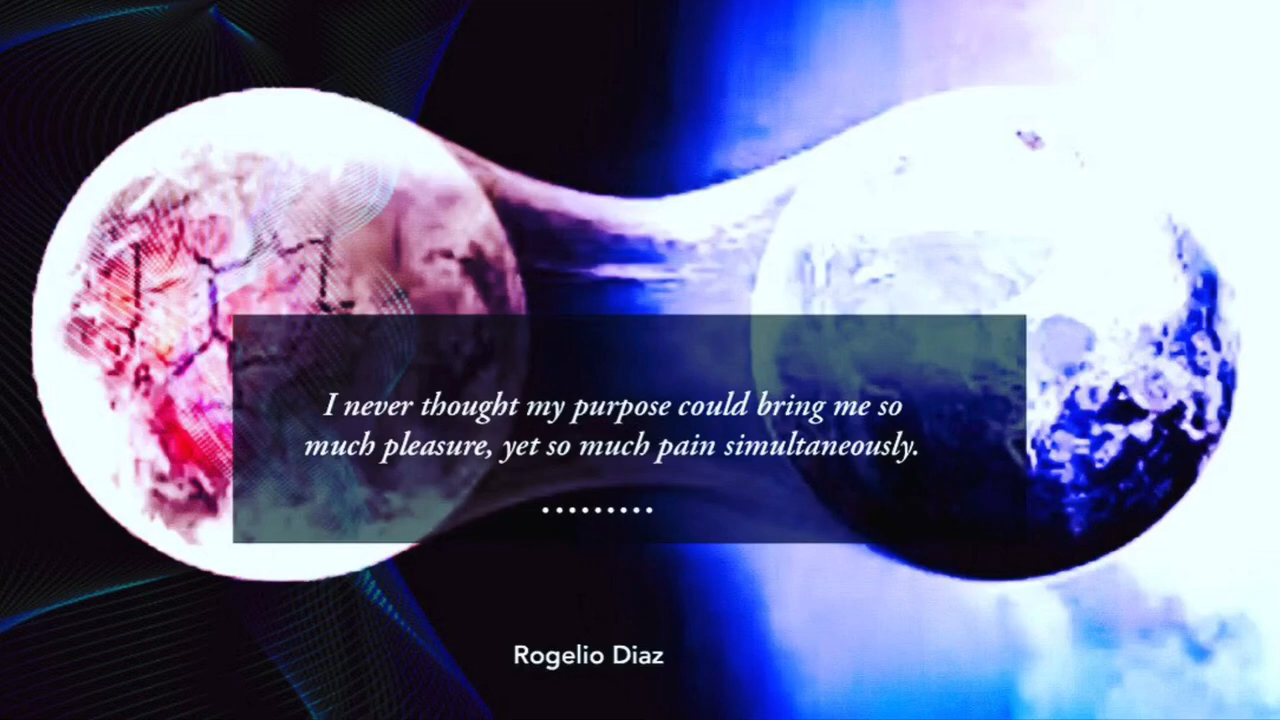 I never thought my purpose could bring me so
much pleasure, yet so much pain simultaneously.
.........
Rogelio Diaz